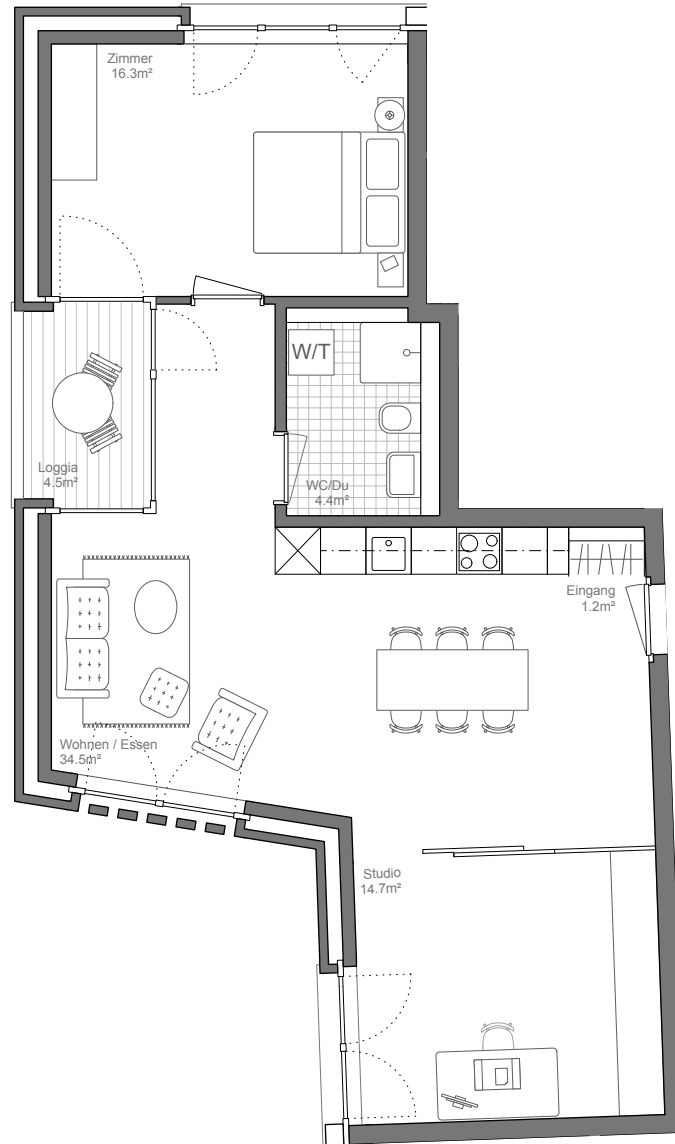 Zimmer
16.3m²
W/T
Loggia
4.5m²
WC/Du
4.4m²
Eingang
1.2m²
Wohnen / Essen
34.5m²
Studio
14.7m²